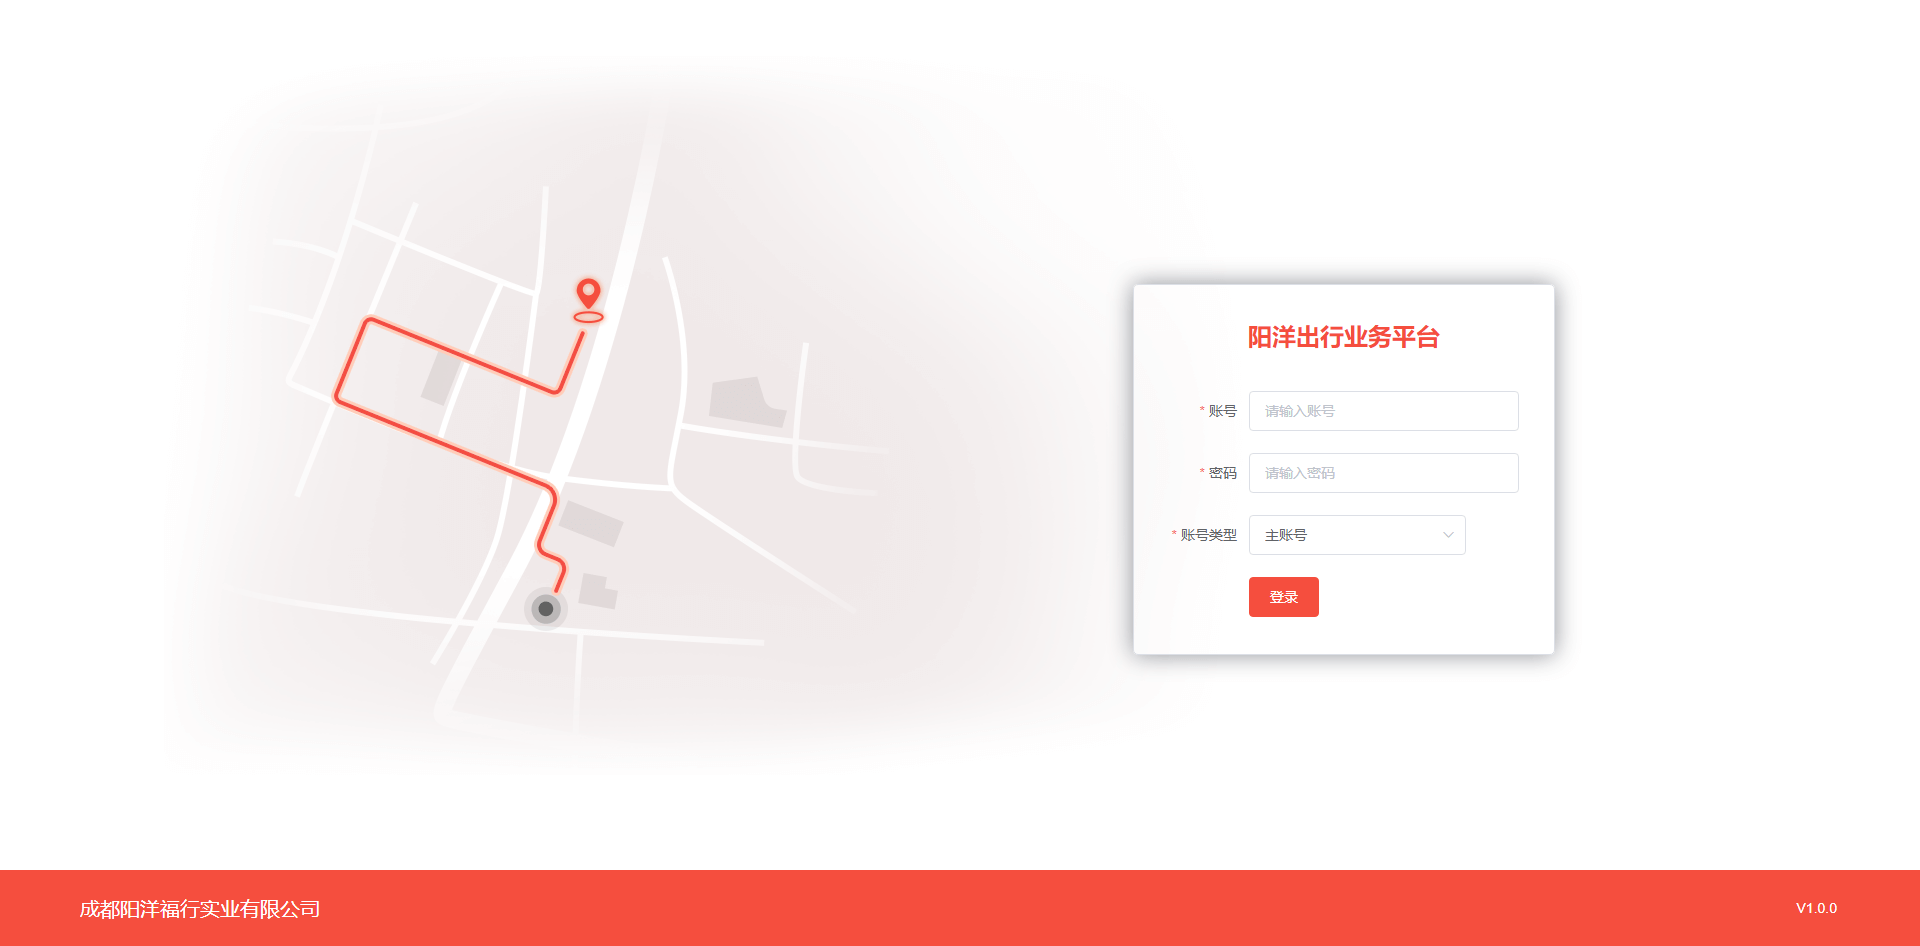 阳洋出行业务平台
* 账号 请输入账号
* 密码 请输入密码
* 账号类型 主账号
登录
成都阳洋福行实业有限公司 V1.0.0